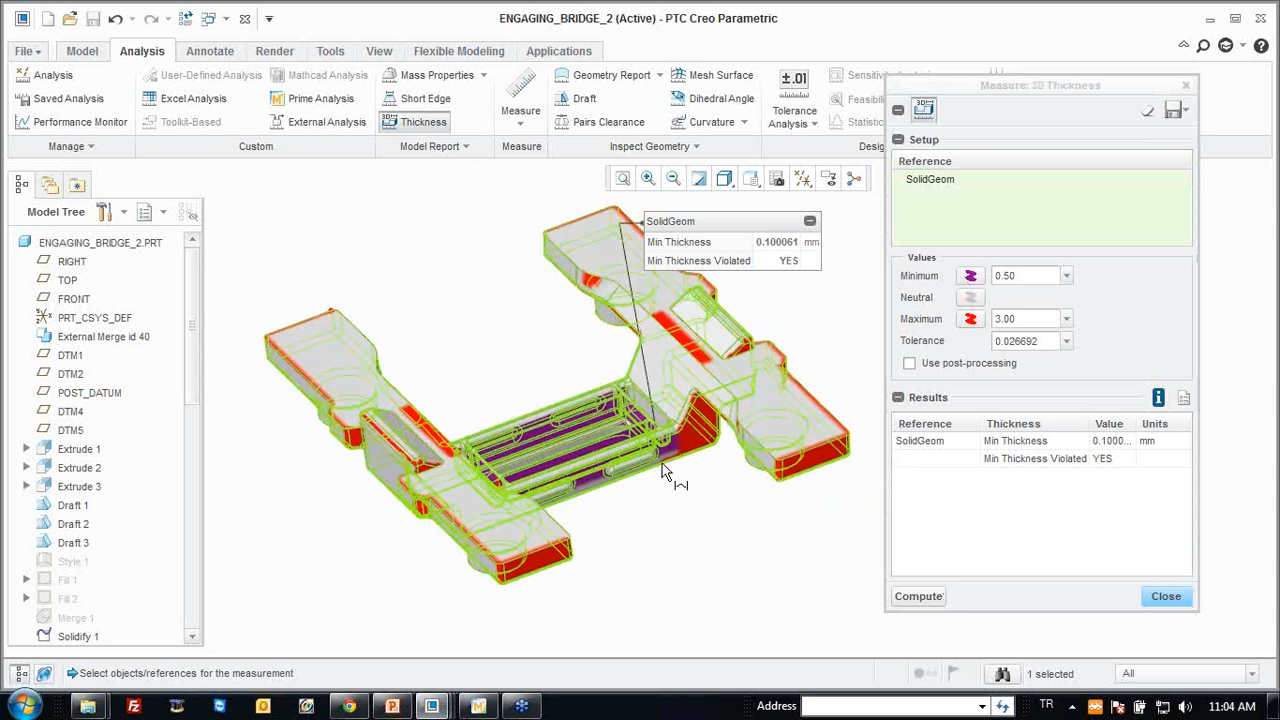 ENGAGING_BRIDGE_2 (Active) - PTC Creo Parametric
File Model Analysis Annotate Render Tools View Flexible Modeling Applications
Analysis
Saved Analysis
Performance Monitor
Manage
User-Defined Analysis
Excel Analysis
Toolkit-Based
Mathcad Analysis
Prime Analysis
External Analysis
Custom
Mass Properties
Short Edge
Thickness
Model Report
Measure
Measure
Geometry Report
Draft
Pairs Clearance
Mesh Surface
Dihedral Angle
Curvature
Inspect Geometry
±.01
Tolerance
Analysis
Model Tree
ENGAGING_BRIDGE_2.PRT
RIGHT
TOP
FRONT
PRT_CSYS_DEF
External Merge id 40
DTM1
DTM2
POST_DATUM
DTM4
DTM5
Extrude 1
Extrude 2
Extrude 3
Draft 1
Draft 2
Draft 3
Style 1
Fill 1
Fill 2
Merge 1
Solidify 1
SolidGeom
Min Thickness 0.100061 mm
Min Thickness Violated YES
Measure: 3D Thickness
Setup
Reference
SolidGeom
Values
Minimum 0.50
Neutral
Maximum 3.00
Tolerance 0.026692
Use post-processing
Results
Reference Thickness Value Units
SolidGeom Min Thickness 0.1000... mm
Min Thickness Violated YES
Compute Close
Select objects/references for the measurement
1 selected All
Address TR 11:04 AM